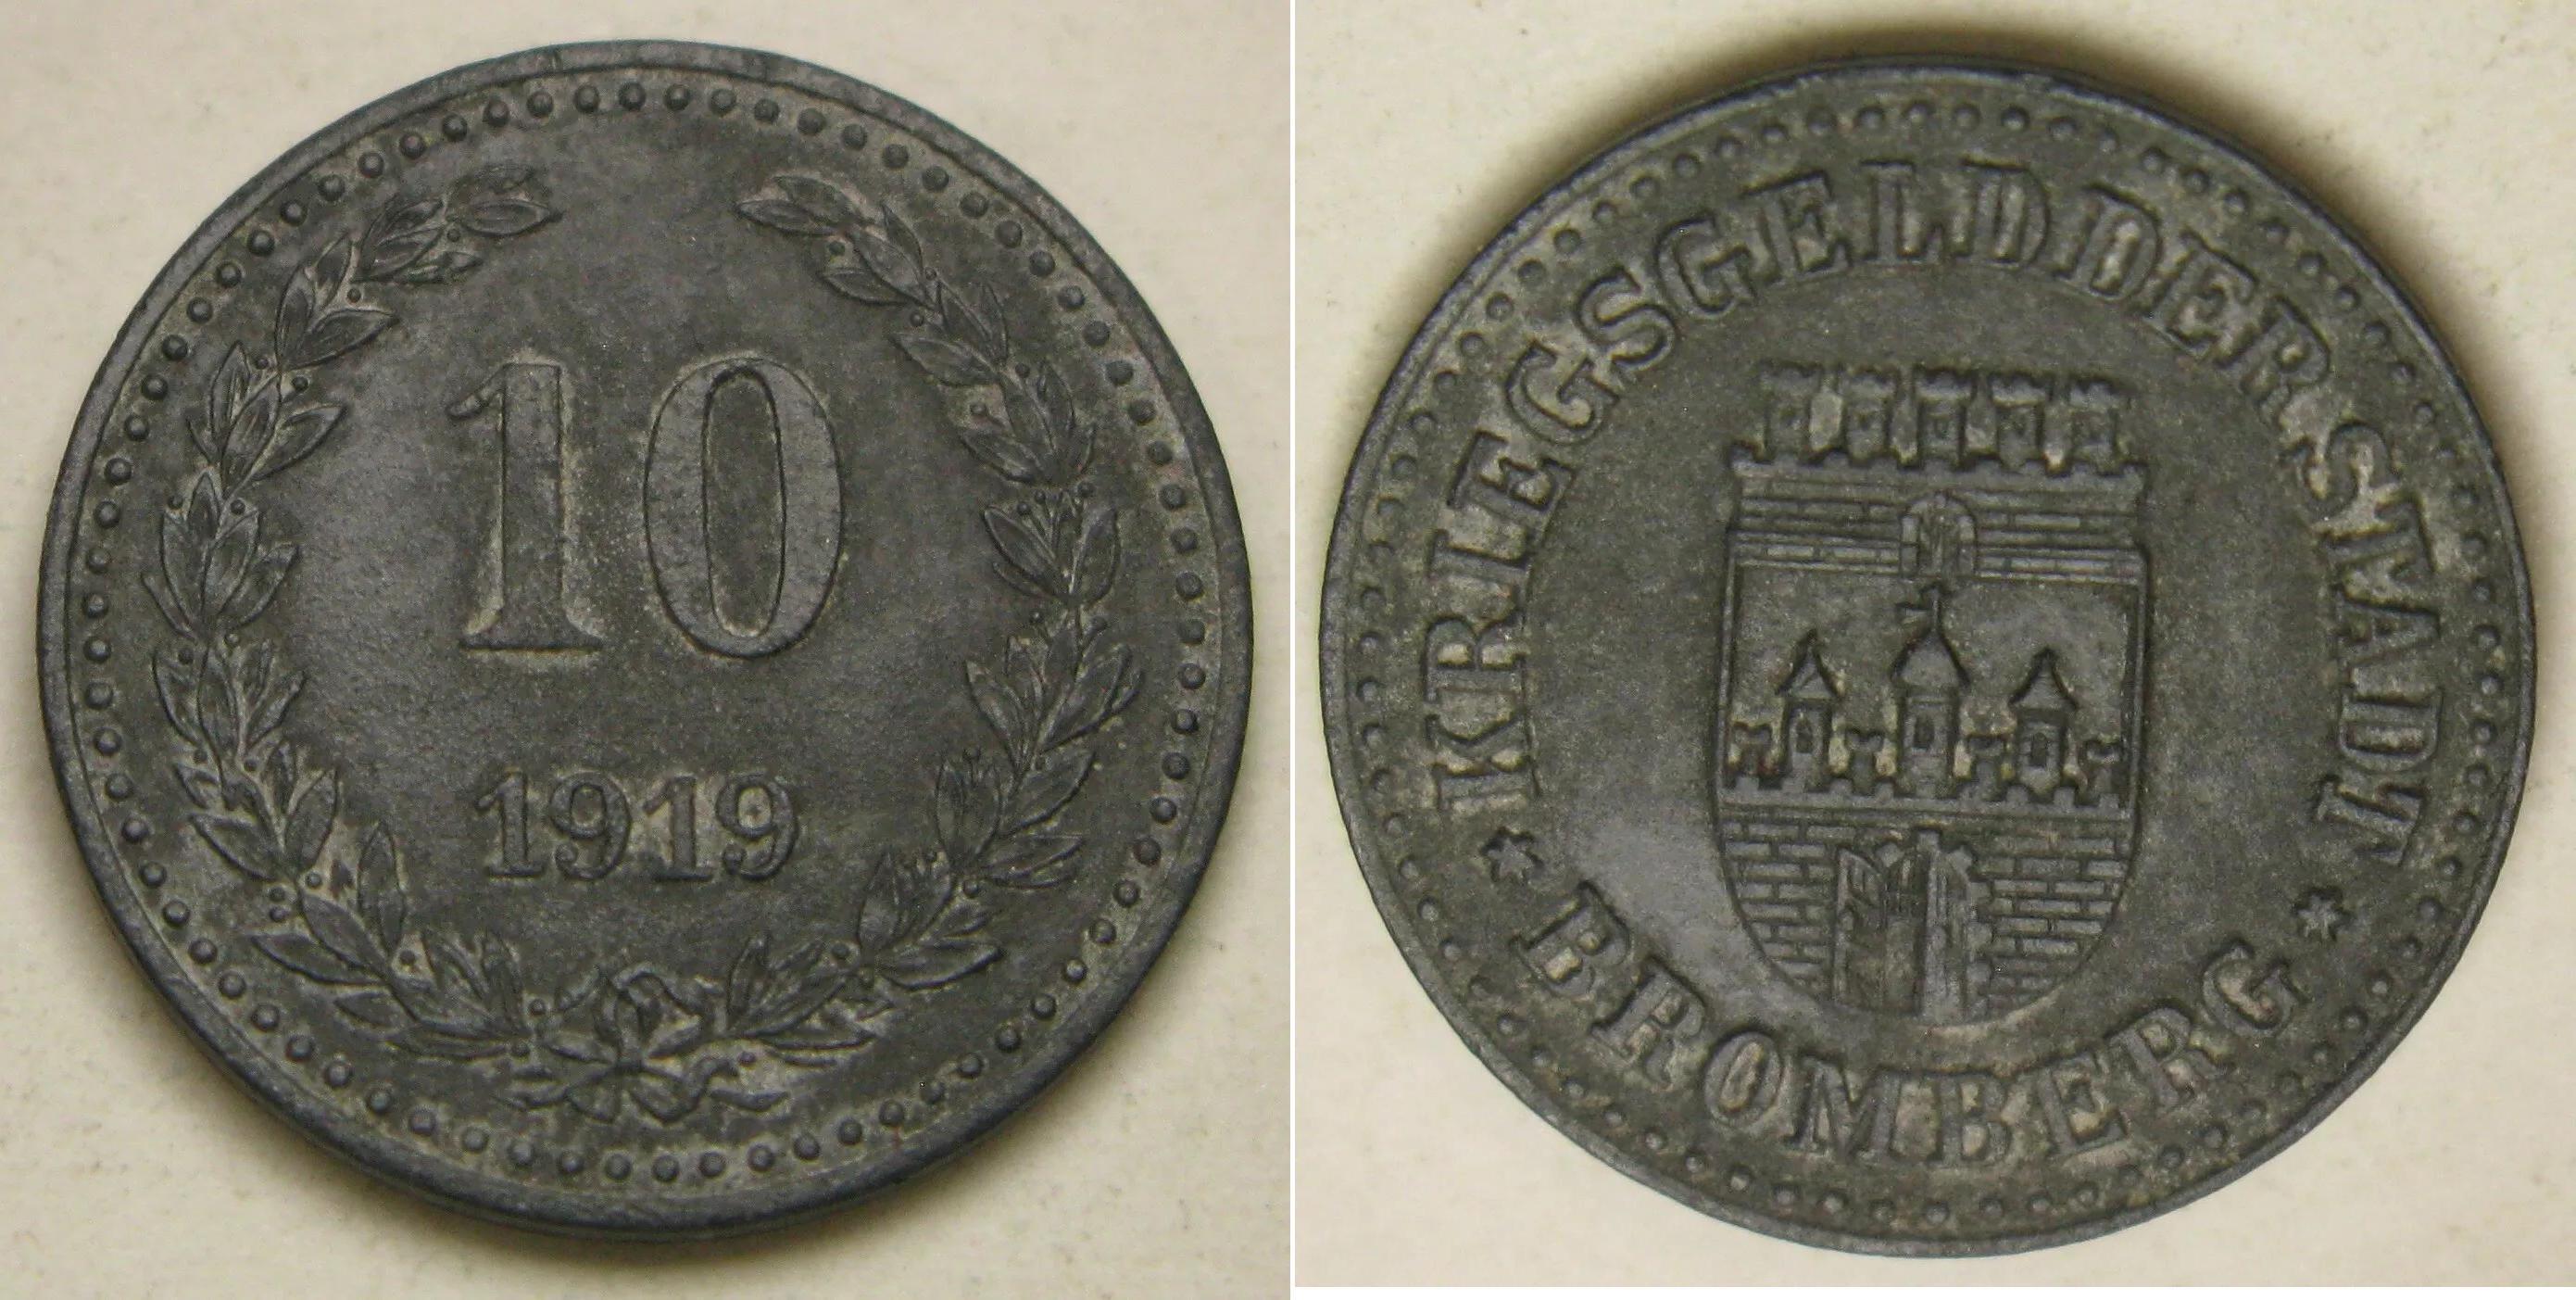 10
1919
KRIEGSGELD DER STADT
* BROMBERG *